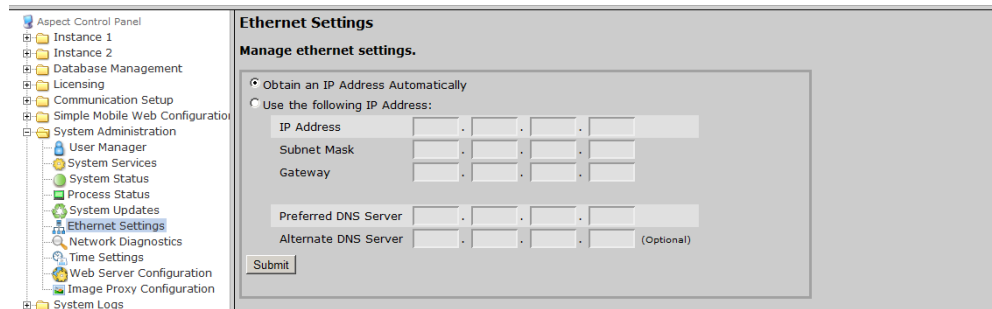 Aspect Control Panel
Instance 1
Instance 2
Database Management
Licensing
Communication Setup
Simple Mobile Web Configuration
System Administration
User Manager
System Services
System Status
Process Status
System Updates
Ethernet Settings
Network Diagnostics
Time Settings
Web Server Configuration
Image Proxy Configuration
System Logs
Ethernet Settings
Manage ethernet settings.
Obtain an IP Address Automatically
Use the following IP Address:
IP Address . . .
Subnet Mask . . .
Gateway . . .
Preferred DNS Server . . .
Alternate DNS Server . . . (Optional)
Submit